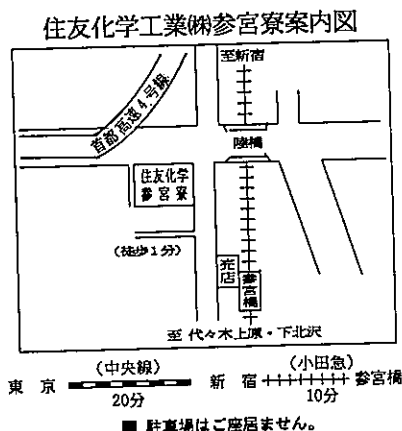 住友化学工業㈱参宮寮案内図
至新宿
首都高速4号線
陸橋
住友化学
参宮寮
(徒歩1分)
売店
参宮橋
至 代々木上原・下北沢
(中央線)
(小田急)
東京
新宿
参宮橋
20分
10分
■ 駐車場はご座居ません。